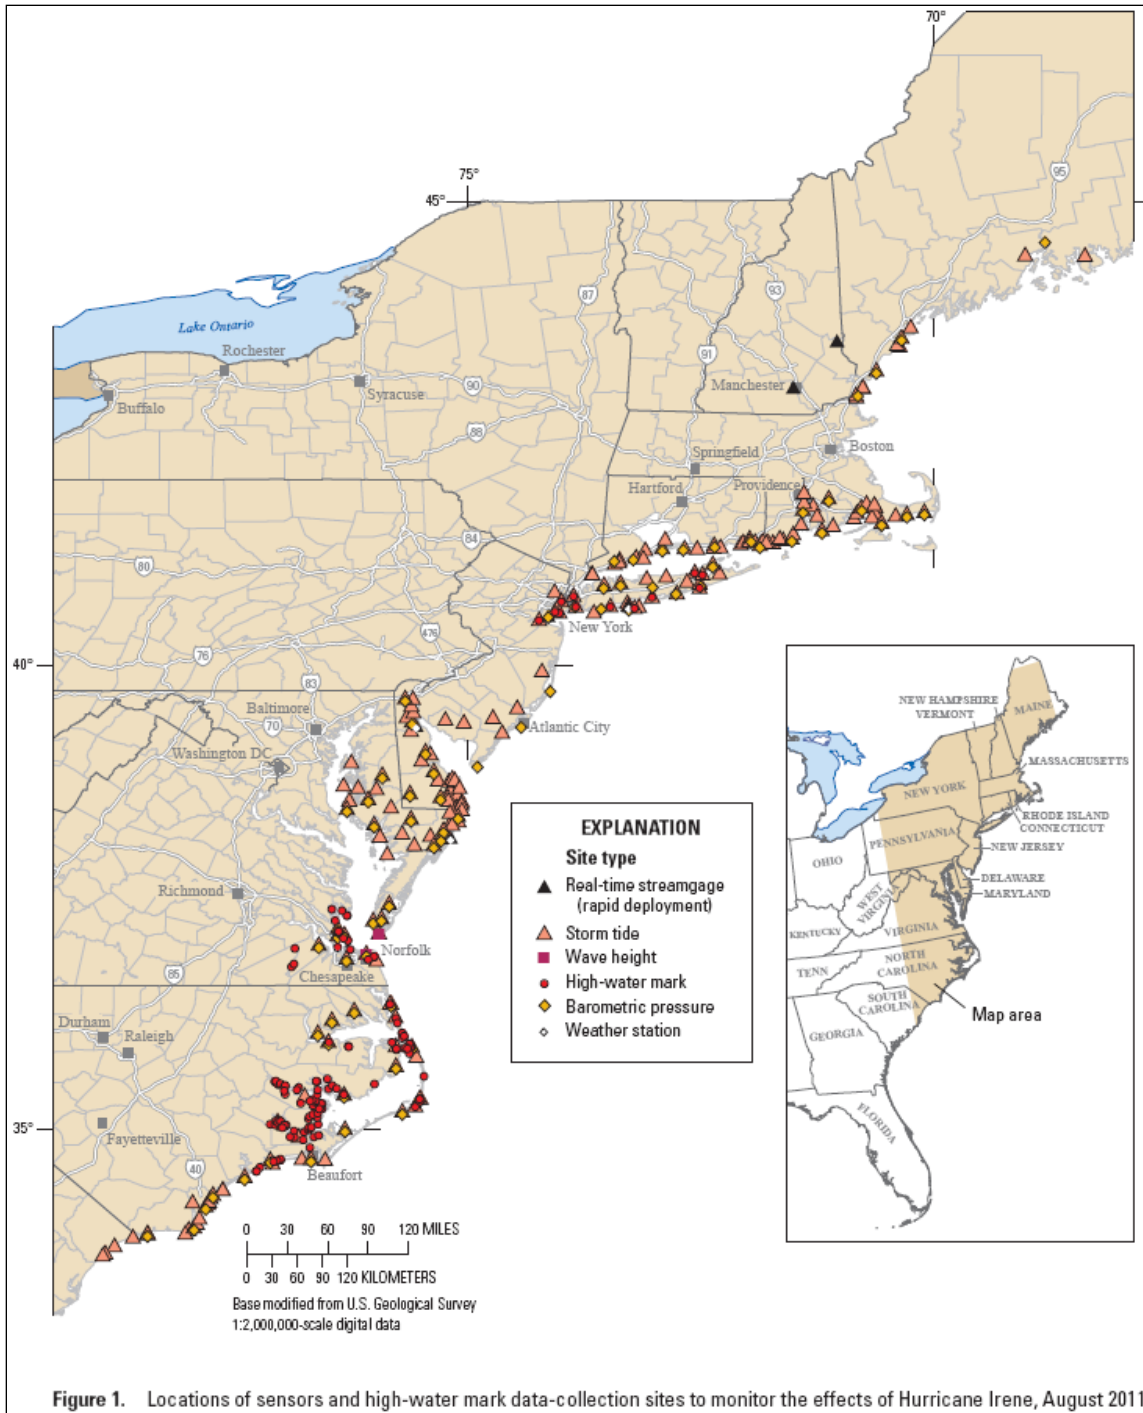 70°
75°
45°
95
Lake Ontario
87
93
Rochester
91
90
Manchester
Syracuse
Buffalo
88
Boston
Springfield
Hartford
Providence
84
80
New York
476
76
40°
83
Baltimore
70
Atlantic City
Washington DC
NEW HAMPSHIRE
VERMONT
MAINE
MASSACHUSETTS
NEW YORK
RHODE ISLAND
CONNECTICUT
PENNSYLVANIA
NEW JERSEY
OHIO
DELAWARE
WEST
VIRGINIA
MARYLAND
KENTUCKY
VIRGINIA
TENN
NORTH
CAROLINA
SOUTH
CAROLINA
Map area
GEORGIA
FLORIDA
EXPLANATION
Site type
Real-time streamgage
(rapid deployment)
Storm tide
Wave height
High-water mark
Barometric pressure
Weather station
Richmond
Norfolk
Chesapeake
85
Durham
Raleigh
35°
Fayetteville
40
Beaufort
0 30 60 90 120 MILES
0 30 60 90 120 KILOMETERS
Base modified from U.S. Geological Survey
1:2,000,000-scale digital data
Figure 1. Locations of sensors and high-water mark data-collection sites to monitor the effects of Hurricane Irene, August 2011